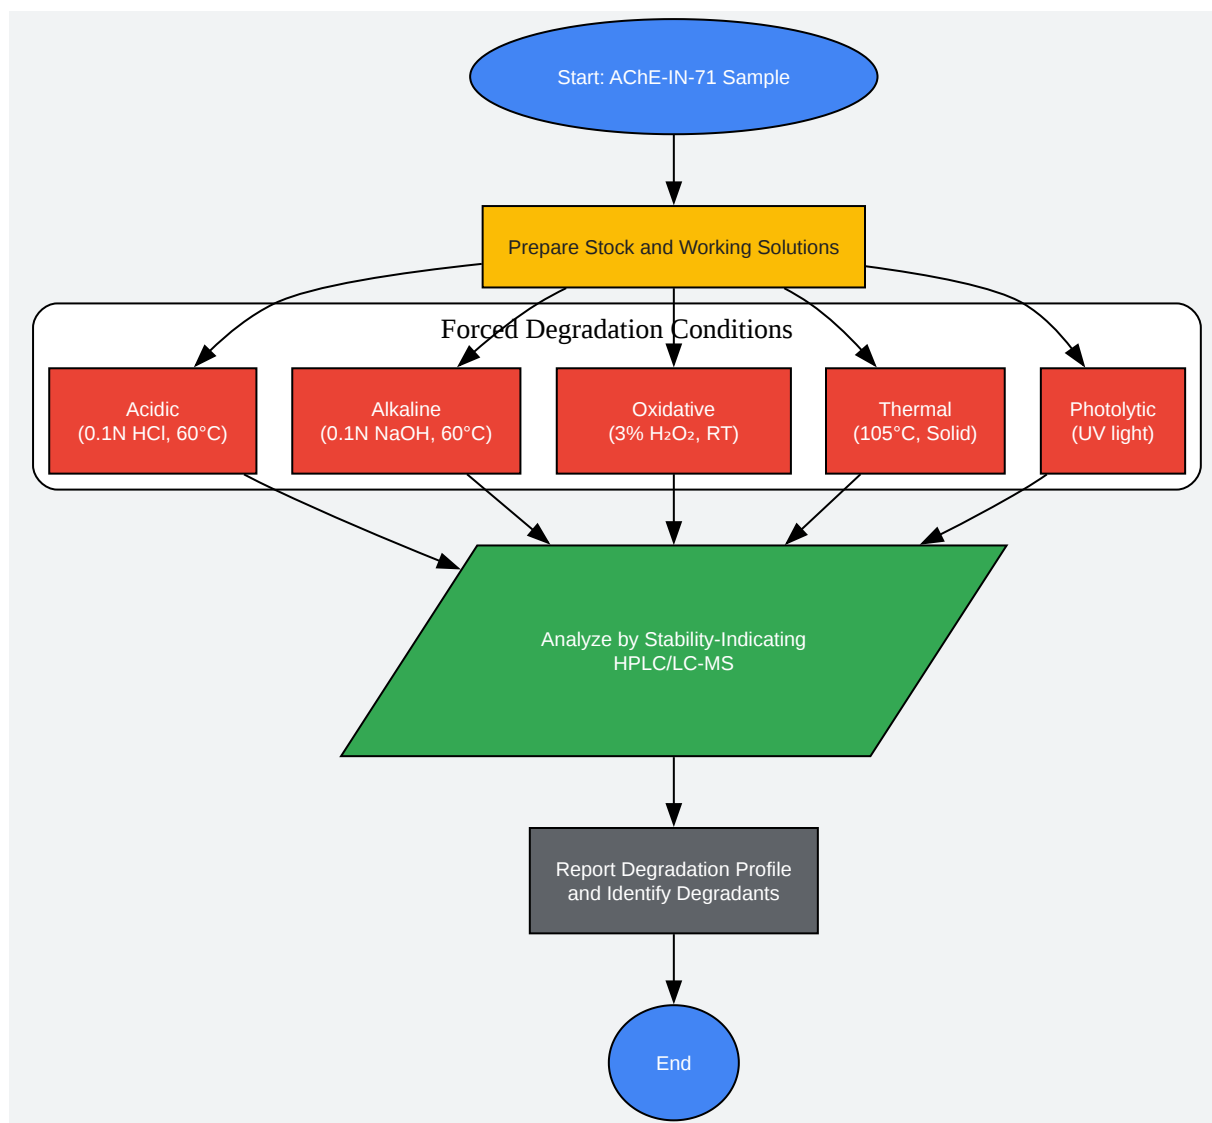 Start: AChE-IN-71 Sample
Prepare Stock and Working Solutions
Forced Degradation Conditions
Acidic
(0.1N HCl, 60°C)
Alkaline
(0.1N NaOH, 60°C)
Oxidative
(3% H₂O₂, RT)
Thermal
(105°C, Solid)
Photolytic
(UV light)
Analyze by Stability-Indicating
HPLC/LC-MS
Report Degradation Profile
and Identify Degradants
End